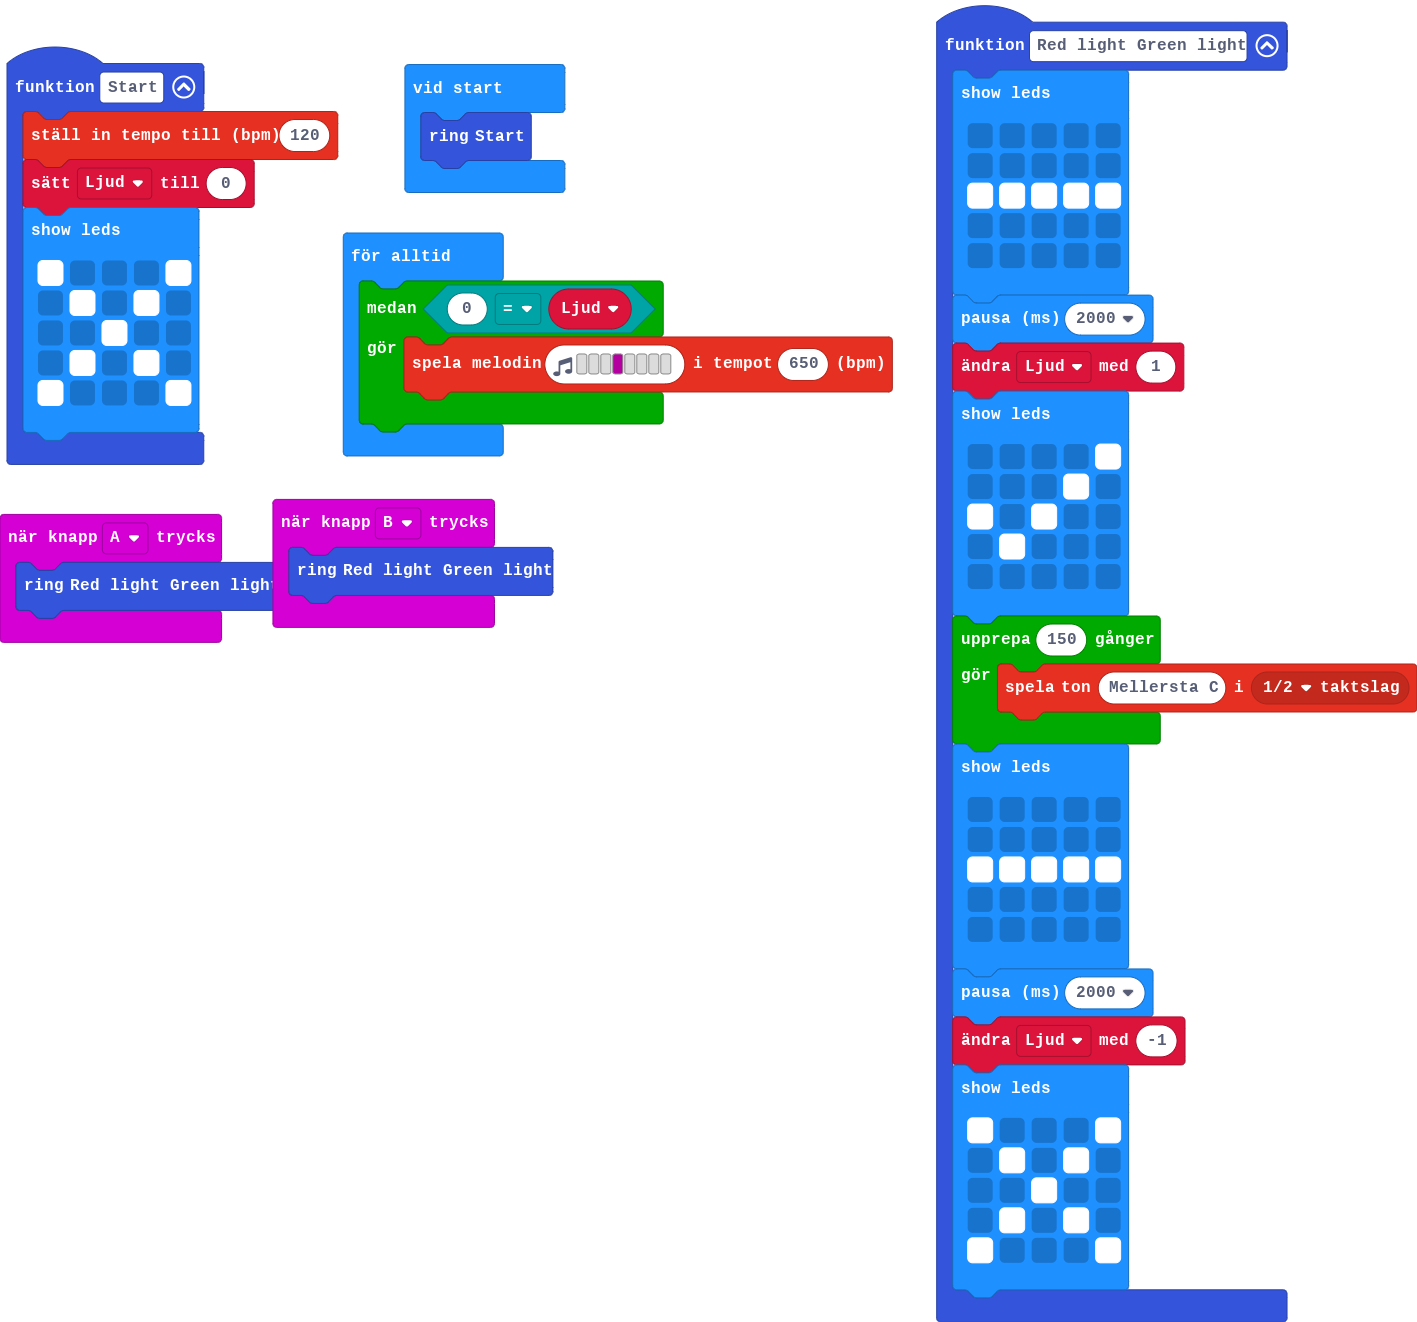 funktion Start
ställ in tempo till (bpm) 120
sätt Ljud till 0
show leds
vid start
ring Start
för alltid
medan 0 = Ljud
gör
spela melodin i tempot 650 (bpm)
när knapp A trycks
ring Red light Green light
när knapp B trycks
ring Red light Green light
funktion Red light Green light
show leds
pausa (ms) 2000
ändra Ljud med 1
show leds
upprepa 150 gånger
gör
spela ton Mellersta C i 1/2 taktslag
show leds
pausa (ms) 2000
ändra Ljud med -1
show leds